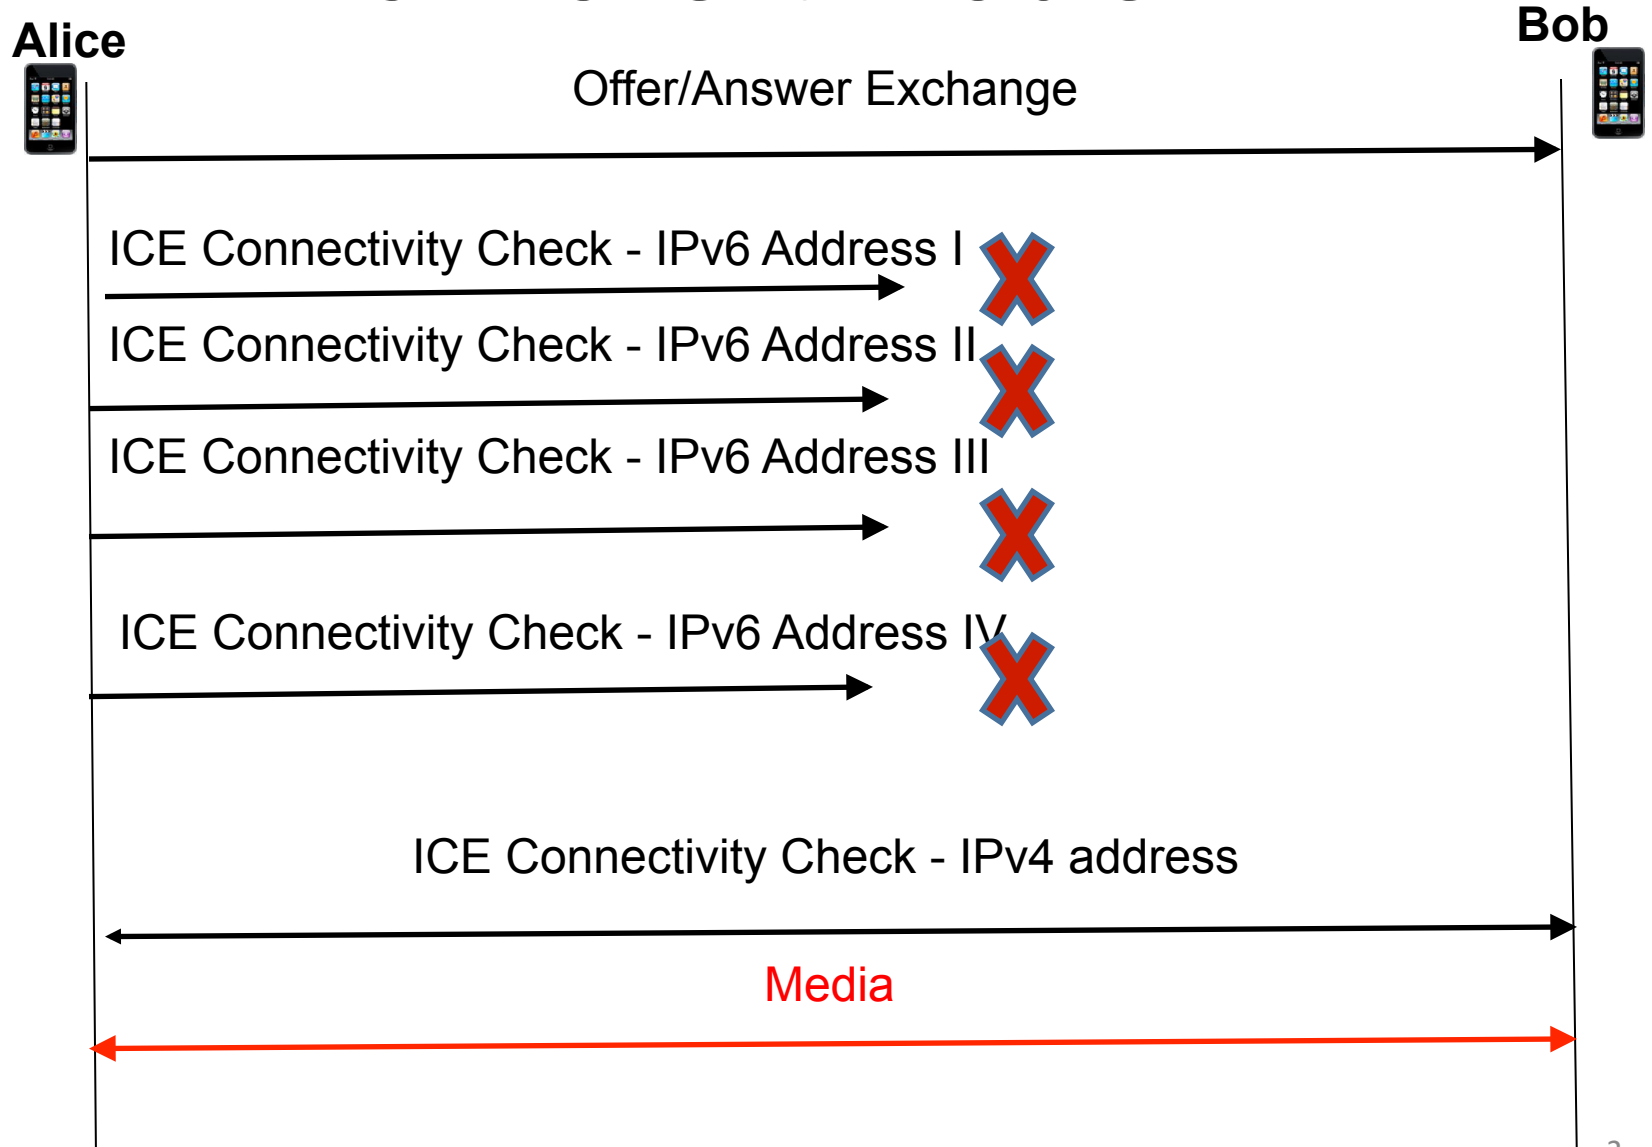 Alice
Bob
Offer/Answer Exchange
ICE Connectivity Check - IPv6 Address I
ICE Connectivity Check - IPv6 Address II
ICE Connectivity Check - IPv6 Address III
ICE Connectivity Check - IPv6 Address IV
ICE Connectivity Check - IPv4 address
Media